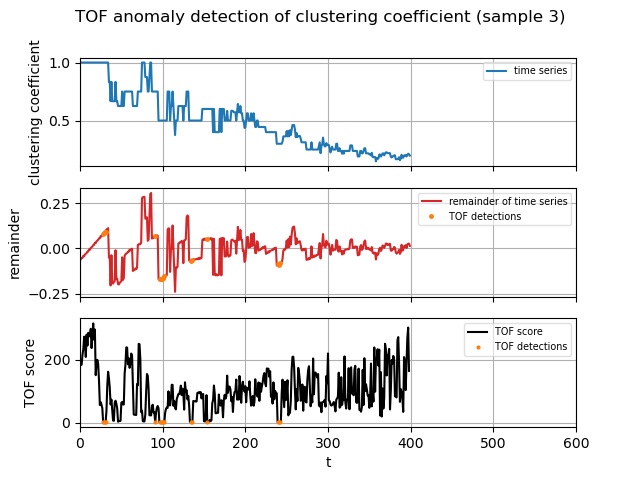 TOF anomaly detection of clustering coefficient (sample 3)
clustering coefficient
1.0
0.5
time series
remainder
0.25
0.00
−0.25
remainder of time series
TOF detections
TOF score
200
0
TOF score
TOF detections
0 100 200 300 400 500 600
t